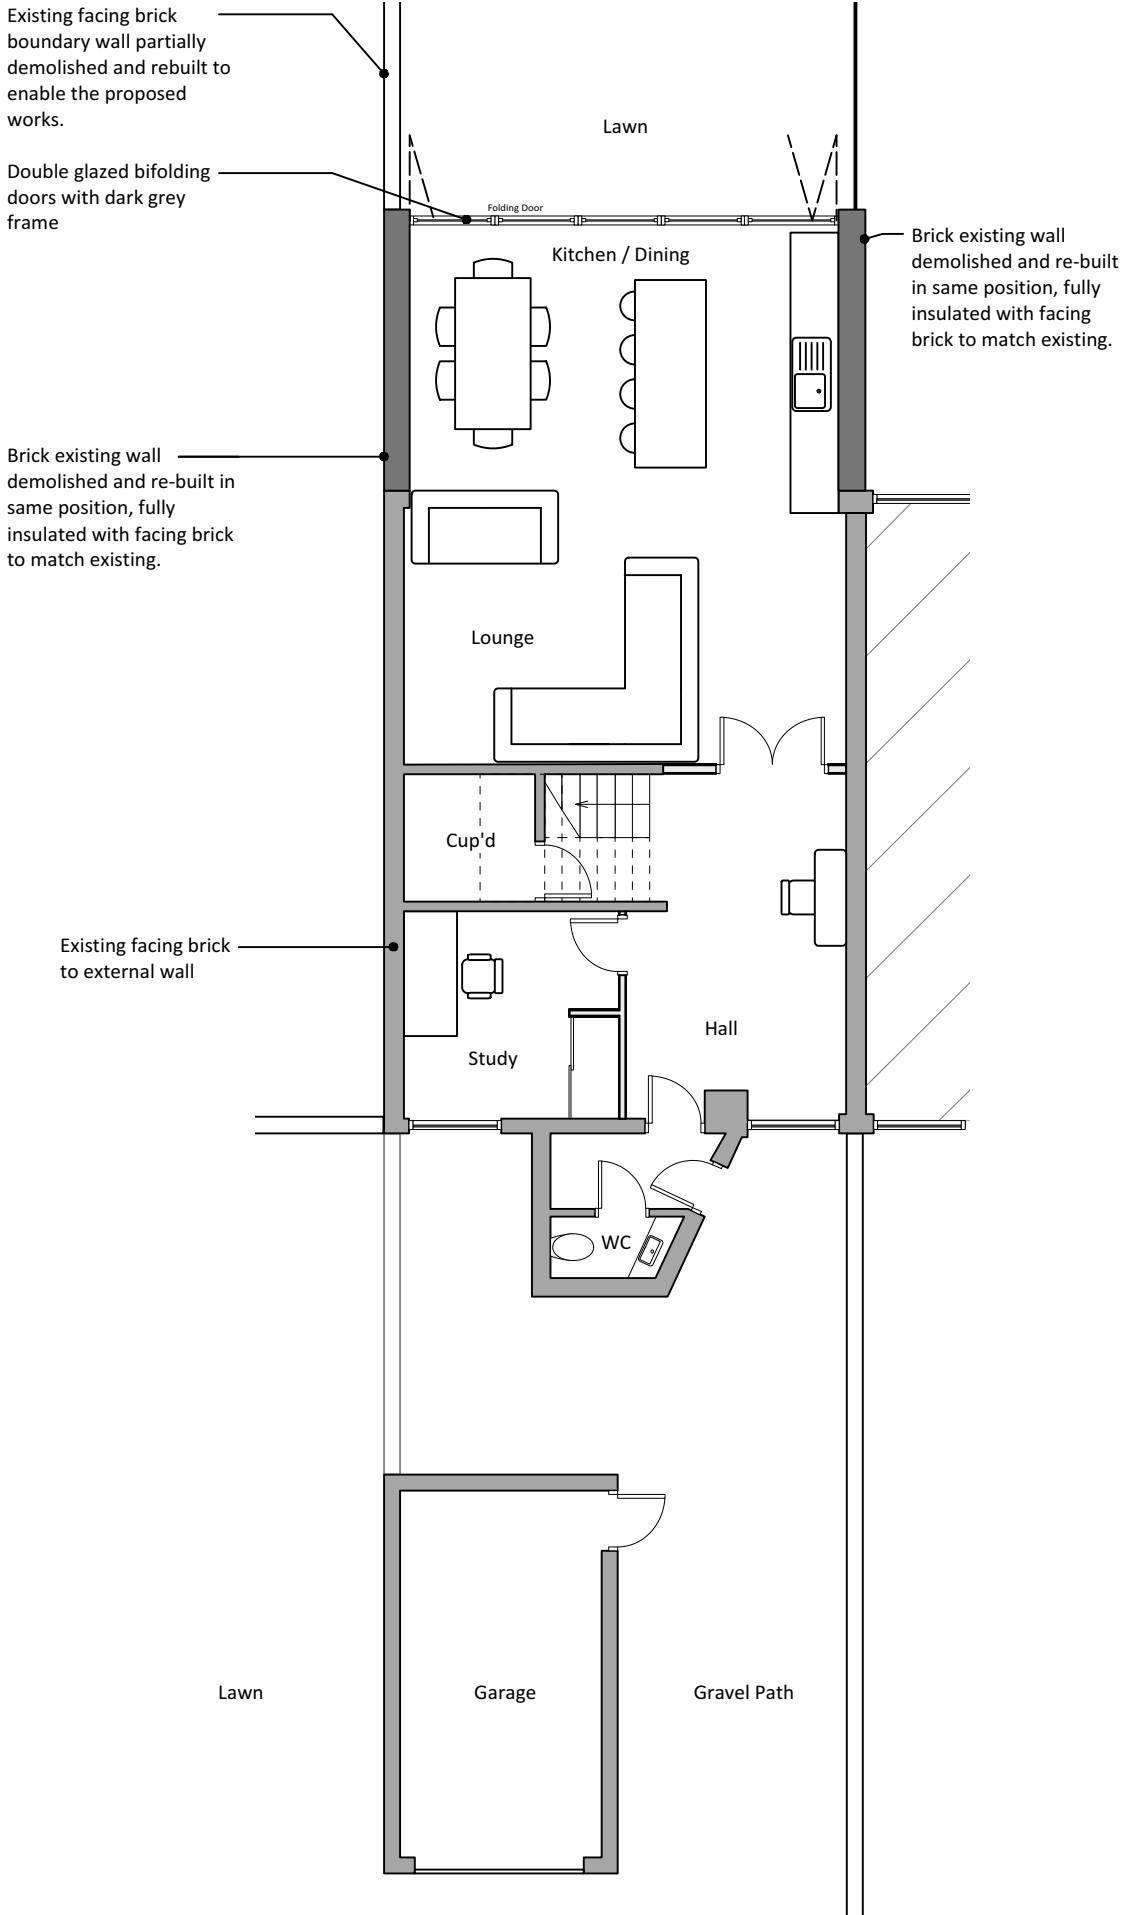 Existing facing brick
boundary wall partially
demolished and rebuilt to
enable the proposed
works.
Lawn
Double glazed bifolding
doors with dark grey
frame
Folding Door
Kitchen / Dining
Brick existing wall
demolished and re-built
in same position, fully
insulated with facing
brick to match existing.
Brick existing wall
demolished and re-built in
same position, fully
insulated with facing brick
to match existing.
Lounge
Cup'd
Existing facing brick
to external wall
Hall
Study
WC
Lawn
Garage
Gravel Path